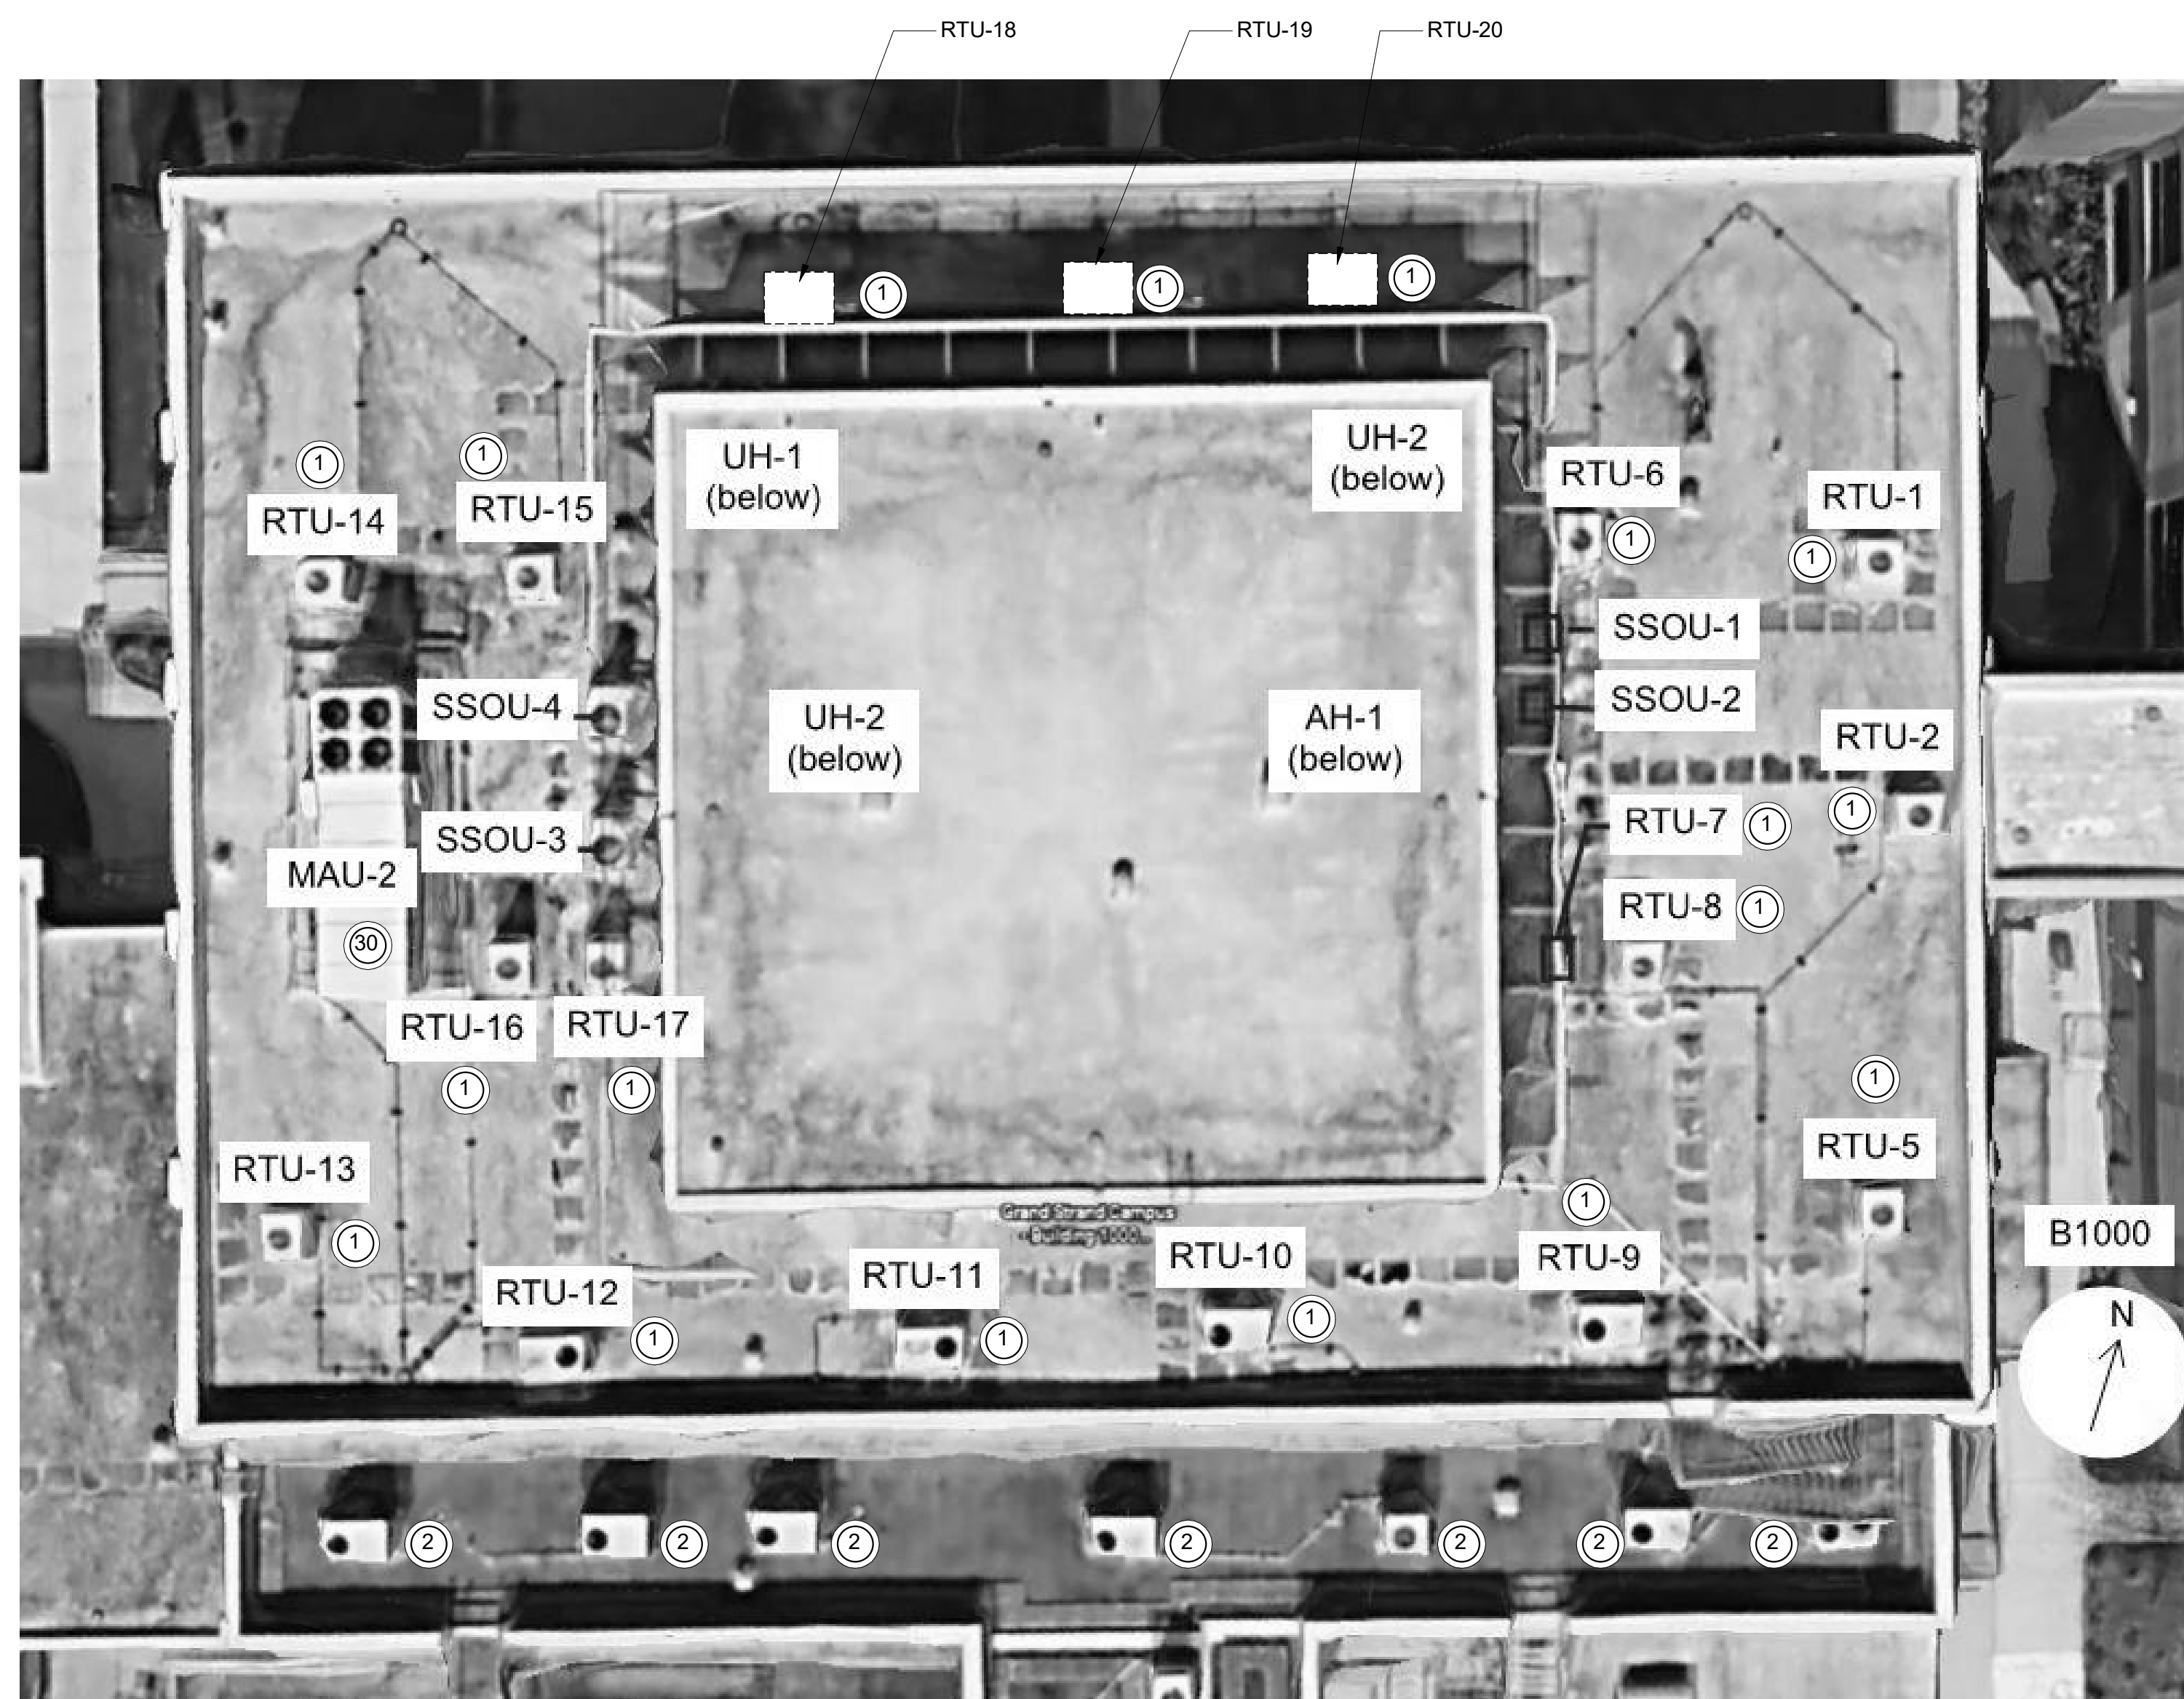 RTU-18
RTU-19
RTU-20
1
1
1
UH-1
(below)
UH-2
(below)
RTU-6
1
RTU-1
1
1
RTU-14
1
RTU-15
SSOU-1
SSOU-2
SSOU-4
UH-2
(below)
AH-1
(below)
RTU-2
1
RTU-7
1
SSOU-3
MAU-2
30
RTU-8
1
RTU-16
1
RTU-17
1
1
RTU-5
RTU-13
1
Grand Strand Campus
- Building 1000...
1
RTU-9
RTU-10
1
RTU-11
1
RTU-12
1
B1000
N
2
2
2
2
2
2
2